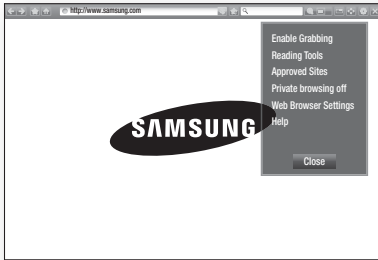 http://www.samsung.com
Enable Grabbing
Reading Tools
Approved Sites
Private browsing off
Web Browser Settings
Help
SAMSUNG
Close